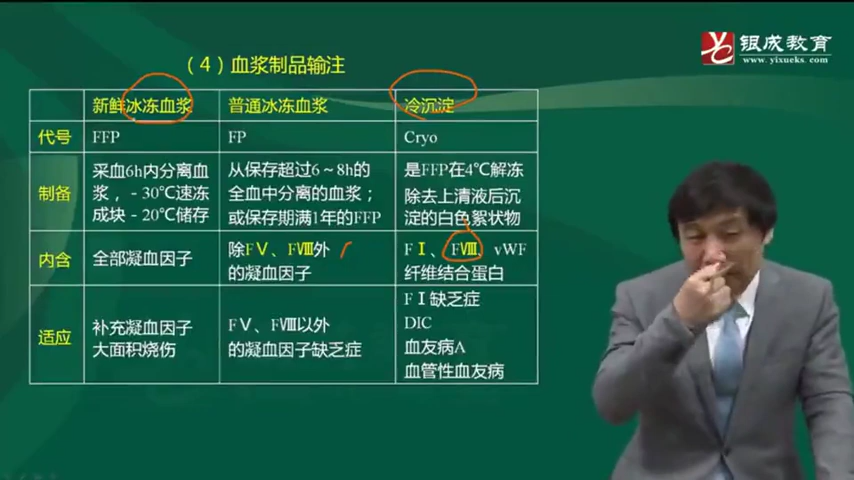 银成教育
www.yixueks.com
(4)血浆制品输注
新鲜冰冻血浆 普通冰冻血浆 冷沉淀
代号 FFP FP Cryo
制备
采血6h内分离血
浆，-30℃速冻
成块-20℃储存
从保存超过6～8h的
全血中分离的血浆；
或保存期满1年的FFP
是FFP在4℃解冻
除去上清液后沉
淀的白色絮状物
内含
全部凝血因子
除FⅤ、FⅧ外
的凝血因子
FⅠ、FⅧ、vWF
纤维结合蛋白
适应
补充凝血因子
大面积烧伤
FⅤ、FⅧ以外
的凝血因子缺乏症
FⅠ缺乏症
DIC
血友病A
血管性血友病